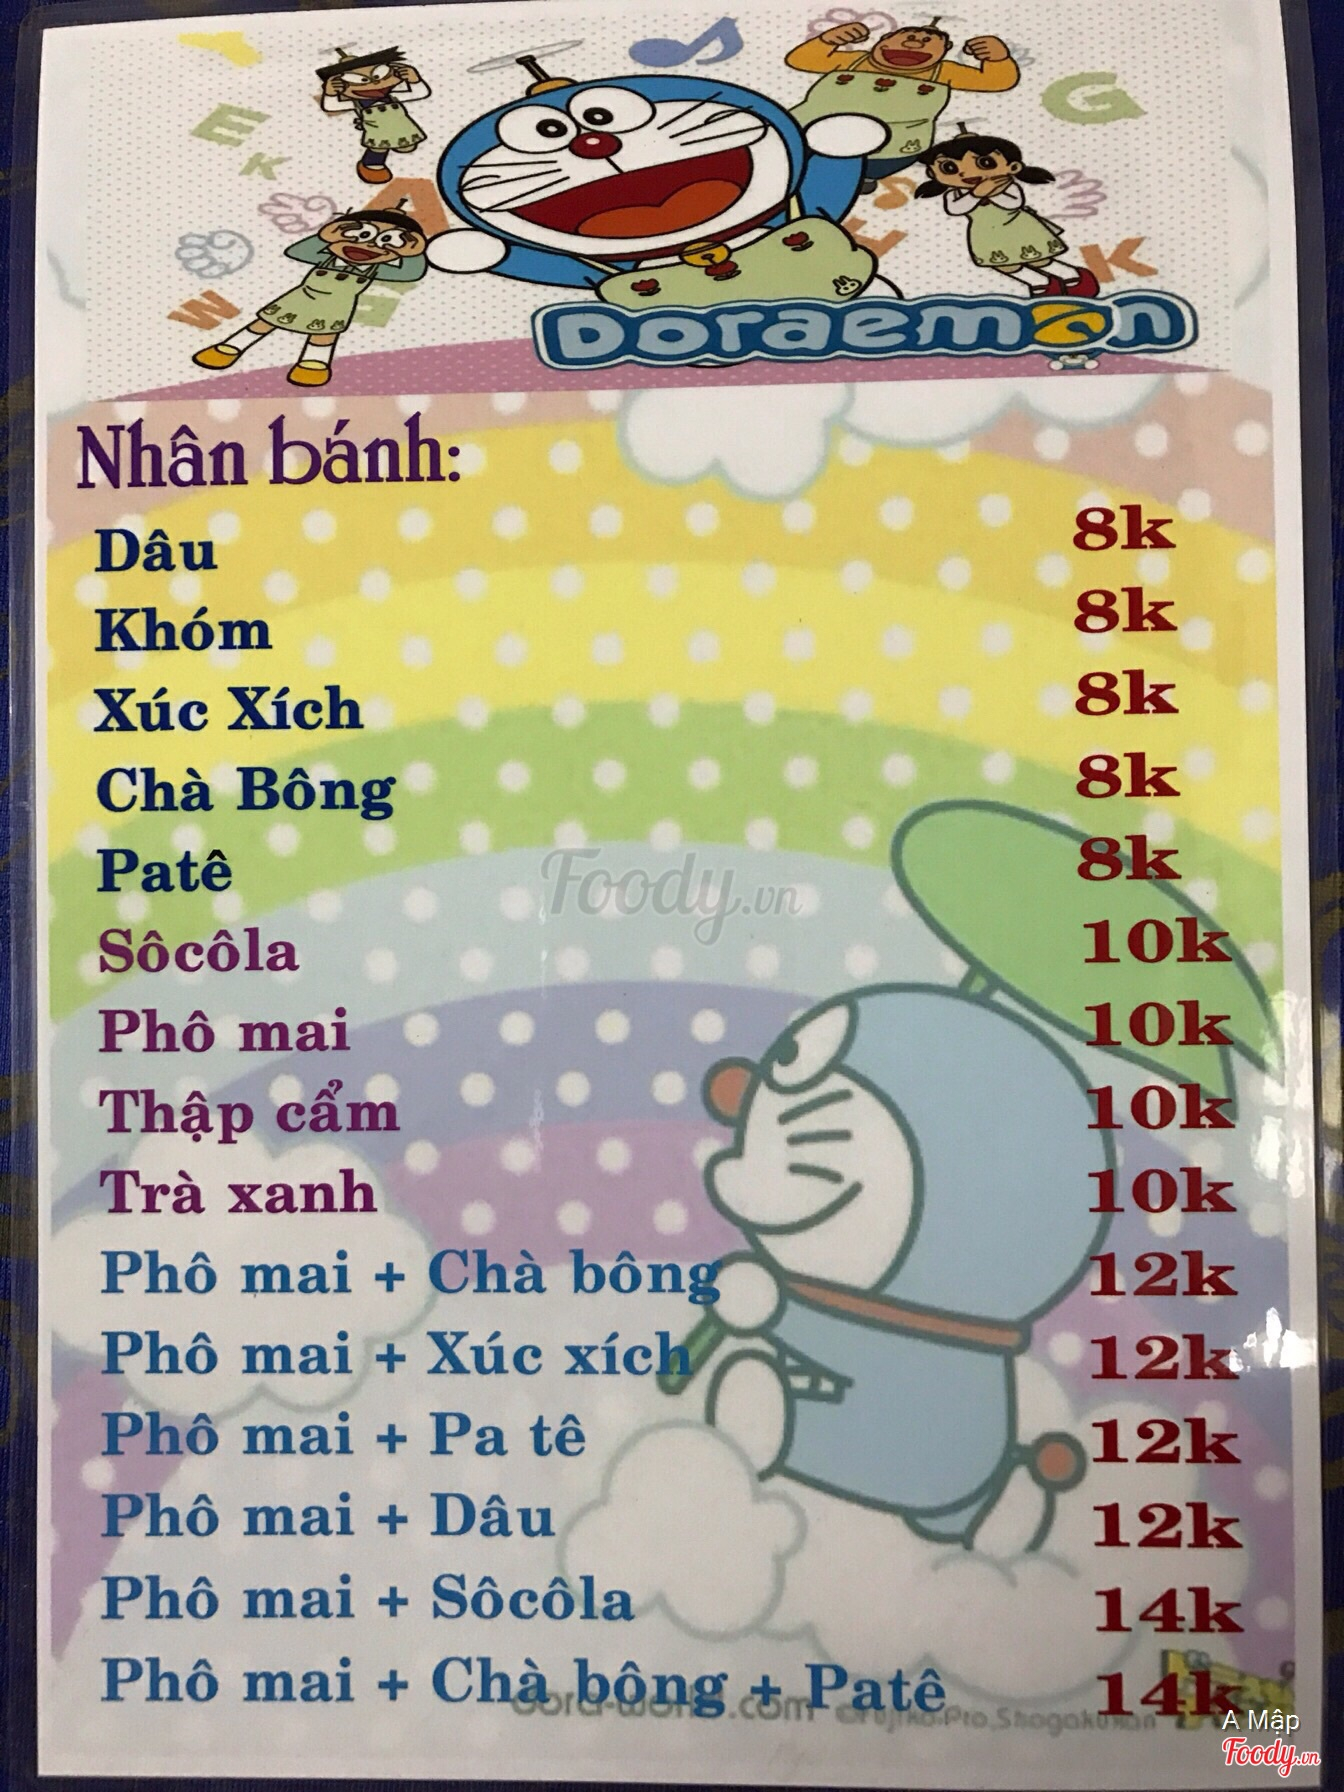 Doraemon
Nhân bánh:
Dâu 8k
Khóm 8k
Xúc Xích 8k
Chà Bông 8k
Patê 8k
Foody.vn
Sôcôla 10k
Phô mai 10k
Thập cẩm 10k
Trà xanh 10k
Phô mai + Chà bông 12k
Phô mai + Xúc xích 12k
Phô mai + Pa tê 12k
Phô mai + Dâu 12k
Phô mai + Sôcôla 14k
Phô mai + Chà bông + Patê 14k
A Mập
Foody.vn